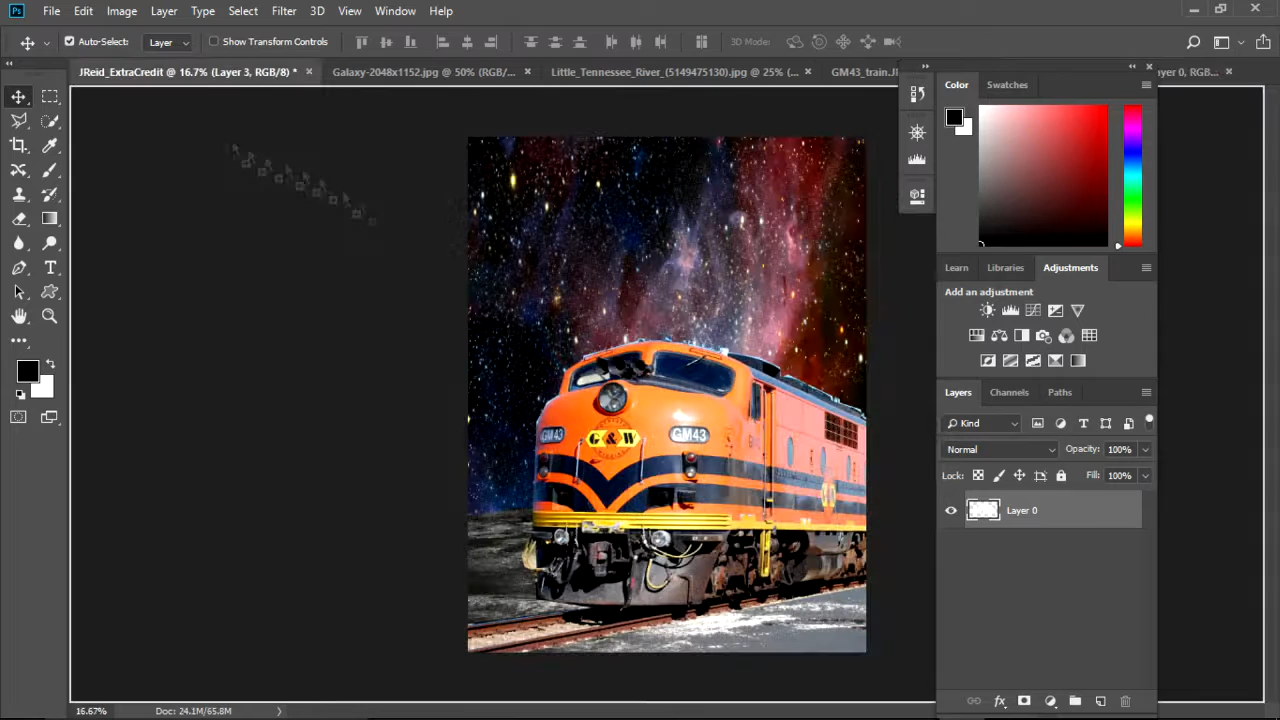 Ps File Edit Image Layer Type Select Filter 3D View Window Help
Auto-Select: Layer Show Transform Controls 3D Mode:
JReid_ExtraCredit @ 16.7% (Layer 3, RGB/8) * × Galaxy-2048x1152.jpg @ 50% (RGB/... × Little_Tennessee_River_(5149475130).jpg @ 25% (... × GM43_train.J yer 0, RGB... ×
Color Swatches
Learn Libraries Adjustments
Add an adjustment
Layers Channels Paths
Kind
Normal Opacity: 100%
Lock: Fill: 100%
Layer 0
GM43 G&W GM43
16.67% Doc: 24.1M/65.8M